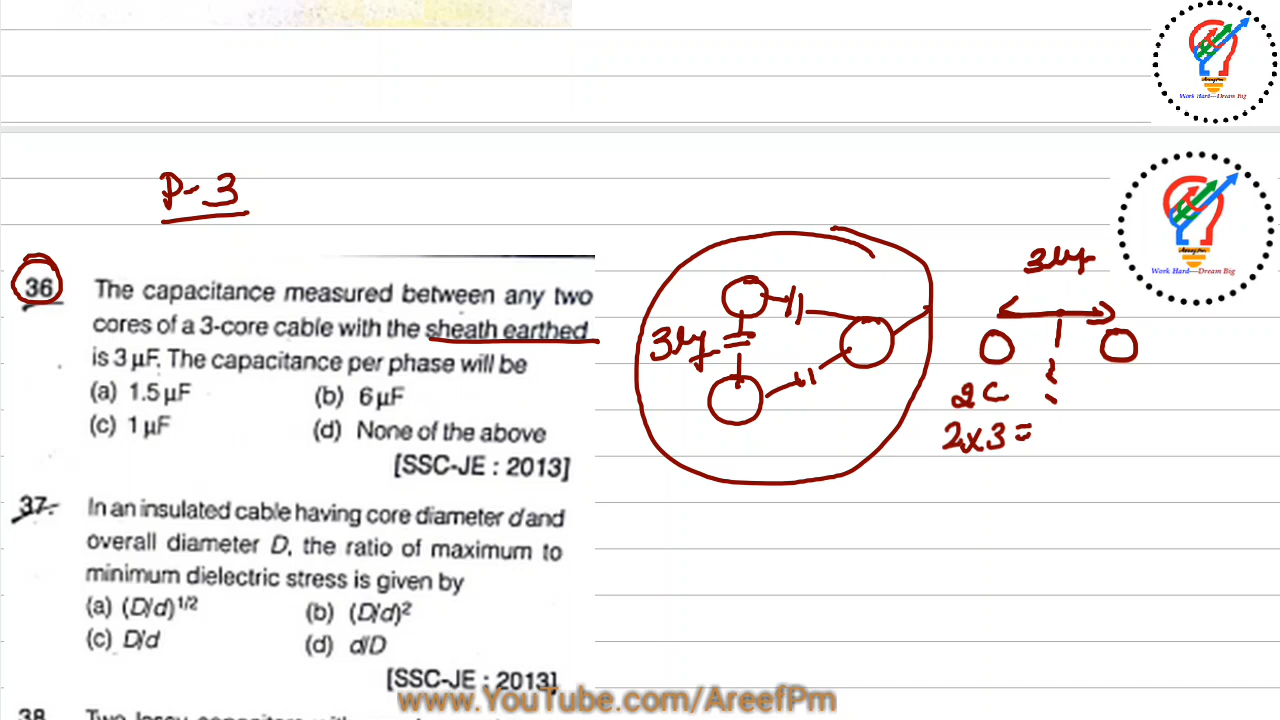 Work Hard---Dream Big
P-3
36 The capacitance measured between any two
cores of a 3-core cable with the sheath earthed
is 3 μF. The capacitance per phase will be
(a) 1.5 μF (b) 6 μF
(c) 1 μF (d) None of the above
[SSC-JE : 2013]
37. In an insulated cable having core diameter d and
overall diameter D, the ratio of maximum to
minimum dielectric stress is given by
(a) (D/d)1/2 (b) (D/d)2
(c) D/d (d) d/D
[SSC-JE : 2013]
38
3μf
Work Hard---Dream Big
3μf
2C
2×3=
www.YouTube.com/AreefPm